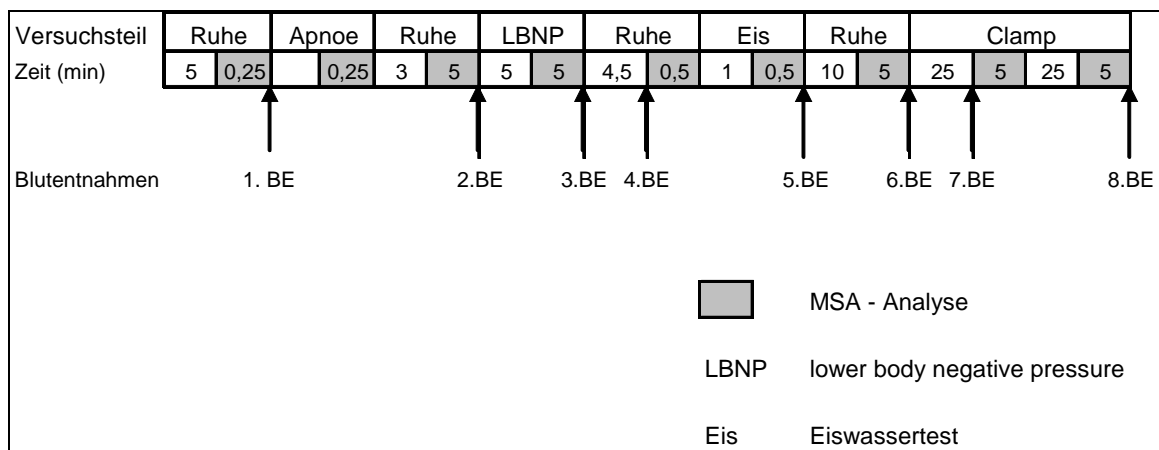 Versuchsteil Ruhe Apnoe Ruhe LBNP Ruhe Eis Ruhe Clamp
Zeit (min) 5 0,25 0,25 3 5 5 5 4,5 0,5 1 0,5 10 5 25 5 25 5
Blutentnahmen 1. BE 2.BE 3.BE 4.BE 5.BE 6.BE 7.BE 8.BE
MSA - Analyse
LBNP lower body negative pressure
Eis Eiswassertest